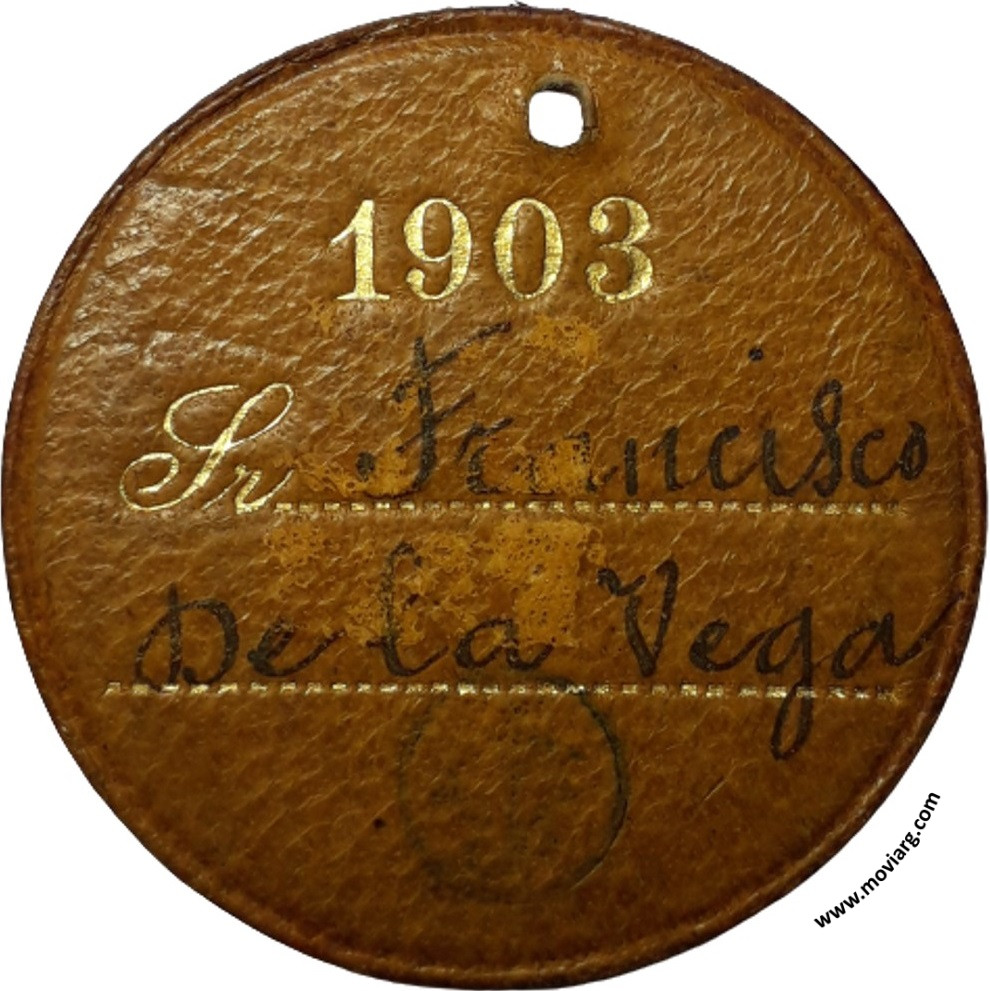 1903
Sr Francisco
De la Vega
www.moviarg.com